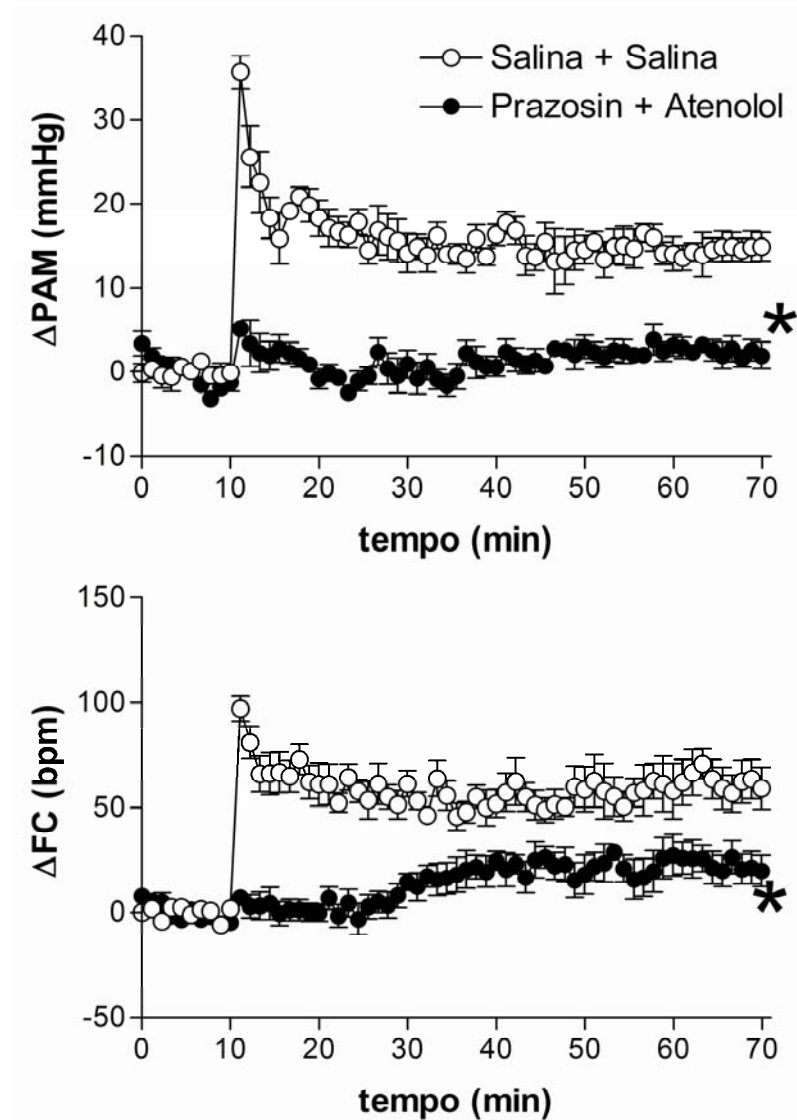 40
30
20
10
0
-10
ΔPAM (mmHg)
Salina + Salina
Prazosin + Atenolol
*
0 10 20 30 40 50 60 70
tempo (min)
150
100
50
0
-50
ΔFC (bpm)
*
0 10 20 30 40 50 60 70
tempo (min)